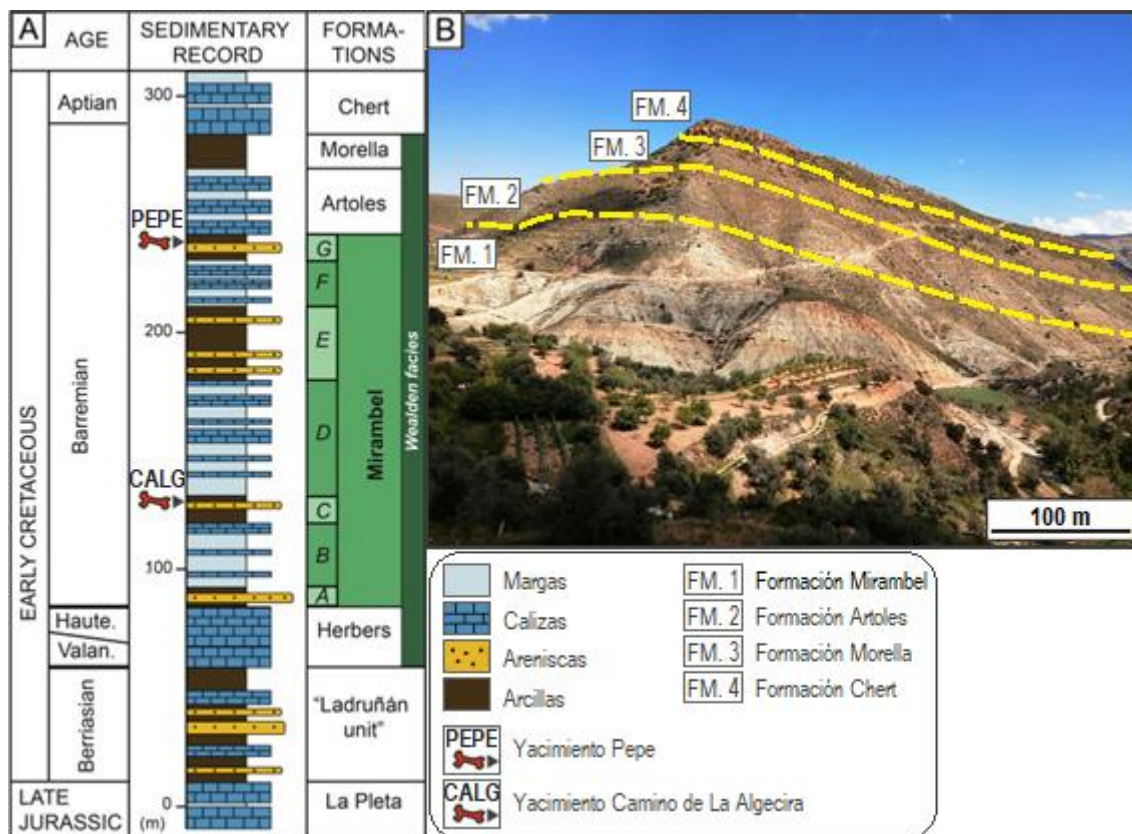 A
AGE
SEDIMENTARY
RECORD
FORMA-
TIONS
EARLY CRETACEOUS
Aptian
Barremian
Haute.
Valan.
Berriasian
LATE
JURASSIC
300
200
100
0
(m)
PEPE
CALG
Chert
Morella
Artoles
G
F
E
D
C
B
A
Mirambel
Wealden facies
Herbers
"Ladruñán
unit"
La Pleta
B
FM. 4
FM. 3
FM. 2
FM. 1
100 m
Margas
Calizas
Areniscas
Arcillas
PEPE Yacimiento Pepe
CALG Yacimiento Camino de La Algecira
FM. 1 Formación Mirambel
FM. 2 Formación Artoles
FM. 3 Formación Morella
FM. 4 Formación Chert